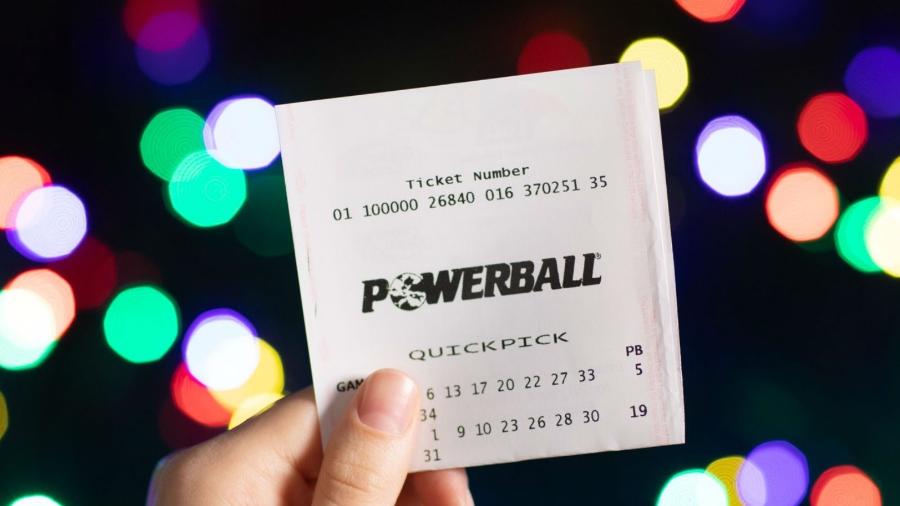 Ticket Number
01 100000 26840 016 370251 35
POWERBALL®
QUICKPICK
PB
6 13 17 20 22 27 33 5
34
1 9 10 23 26 28 30 19
31